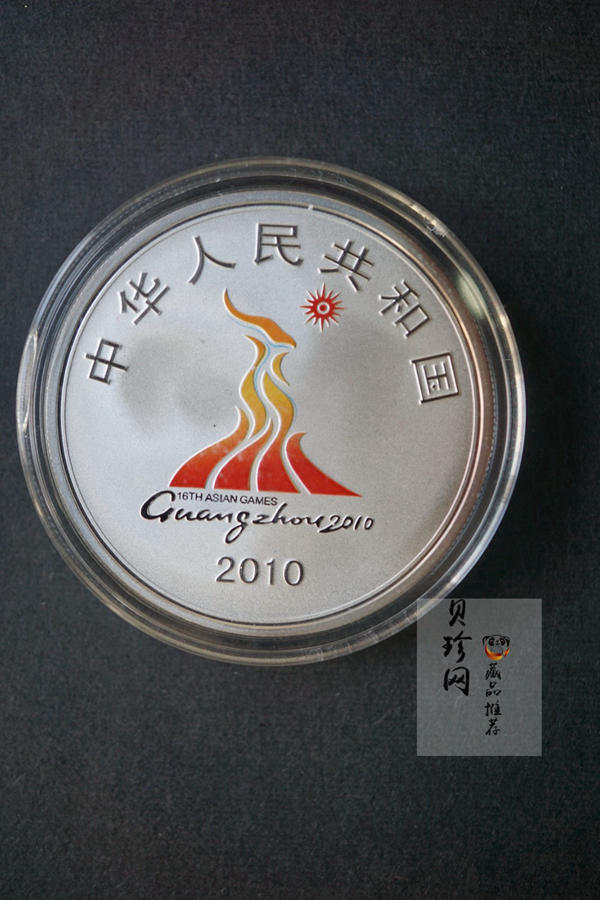 中华人民共和国
16TH ASIAN GAMES
Guangzhou 2010
2010
贝珍网
藏品推荐